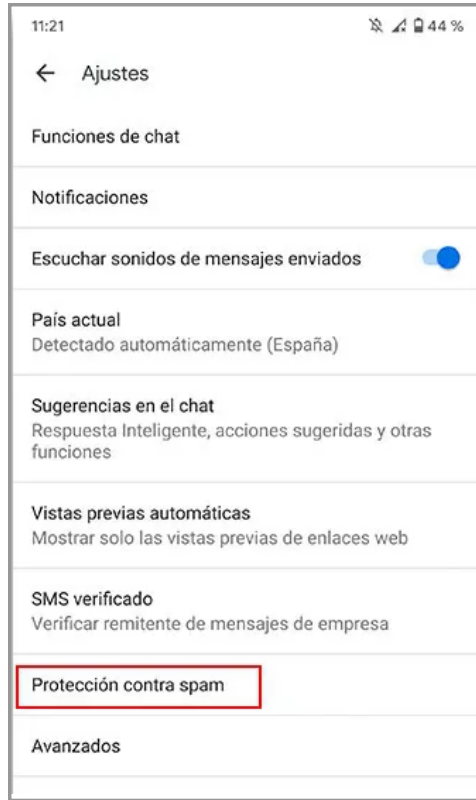 11:21
44 %
Ajustes
Funciones de chat
Notificaciones
Escuchar sonidos de mensajes enviados
País actual
Detectado automáticamente (España)
Sugerencias en el chat
Respuesta Inteligente, acciones sugeridas y otras
funciones
Vistas previas automáticas
Mostrar solo las vistas previas de enlaces web
SMS verificado
Verificar remitente de mensajes de empresa
Protección contra spam
Avanzados